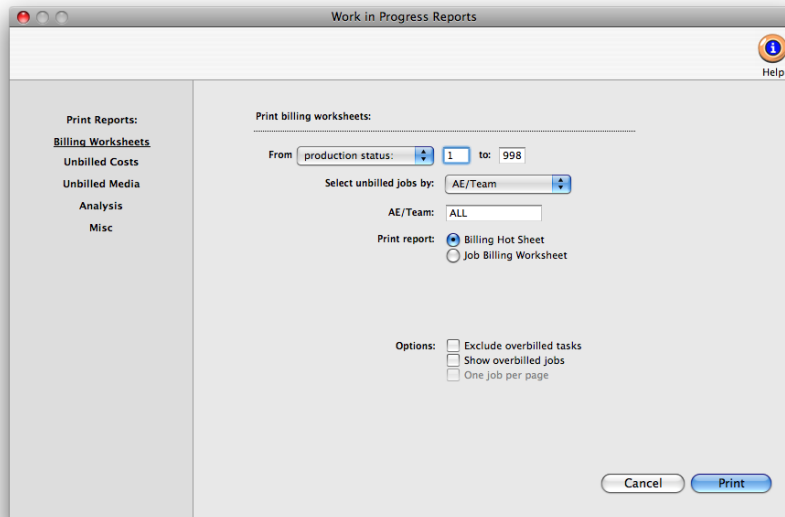 Work in Progress Reports
Help
Print Reports:
Billing Worksheets
Unbilled Costs
Unbilled Media
Analysis
Misc
Print billing worksheets:
From production status: 1 to: 998
Select unbilled jobs by: AE/Team
AE/Team: ALL
Print report: Billing Hot Sheet
Job Billing Worksheet
Options: Exclude overbilled tasks
Show overbilled jobs
One job per page
Cancel Print